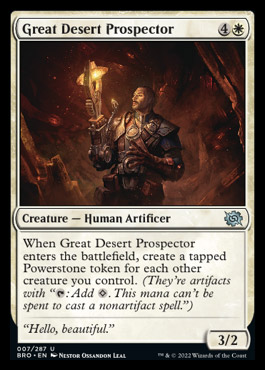 Great Desert Prospector 4
Creature — Human Artificer
When Great Desert Prospector
enters the battlefield, create a tapped
Powerstone token for each other
creature you control. (They're artifacts
with “: Add . This mana can't be
spent to cast a nonartifact spell.”)
“Hello, beautiful.”
3/2
007/287 U
BRO • EN Nestor Ossandon Leal ™ & © 2022 Wizards of the Coast